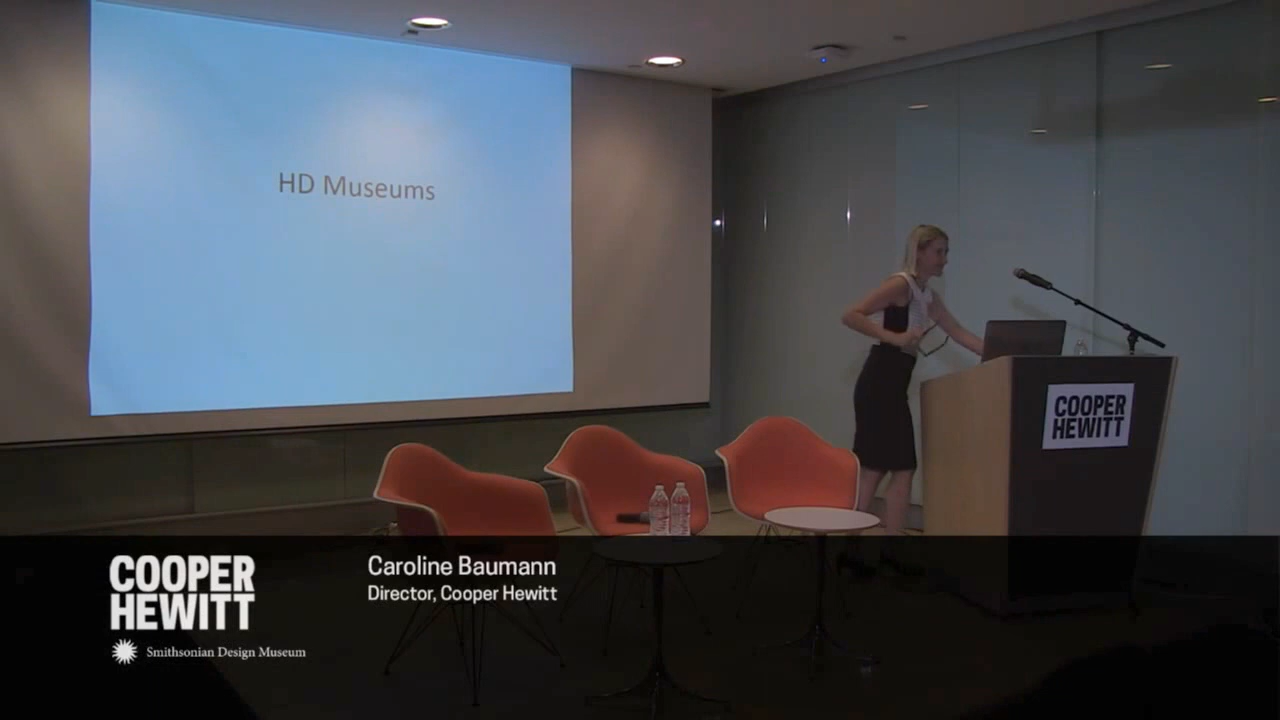 HD Museums
COOPER
HEWITT
COOPER
HEWITT
Smithsonian Design Museum
Caroline Baumann
Director, Cooper Hewitt